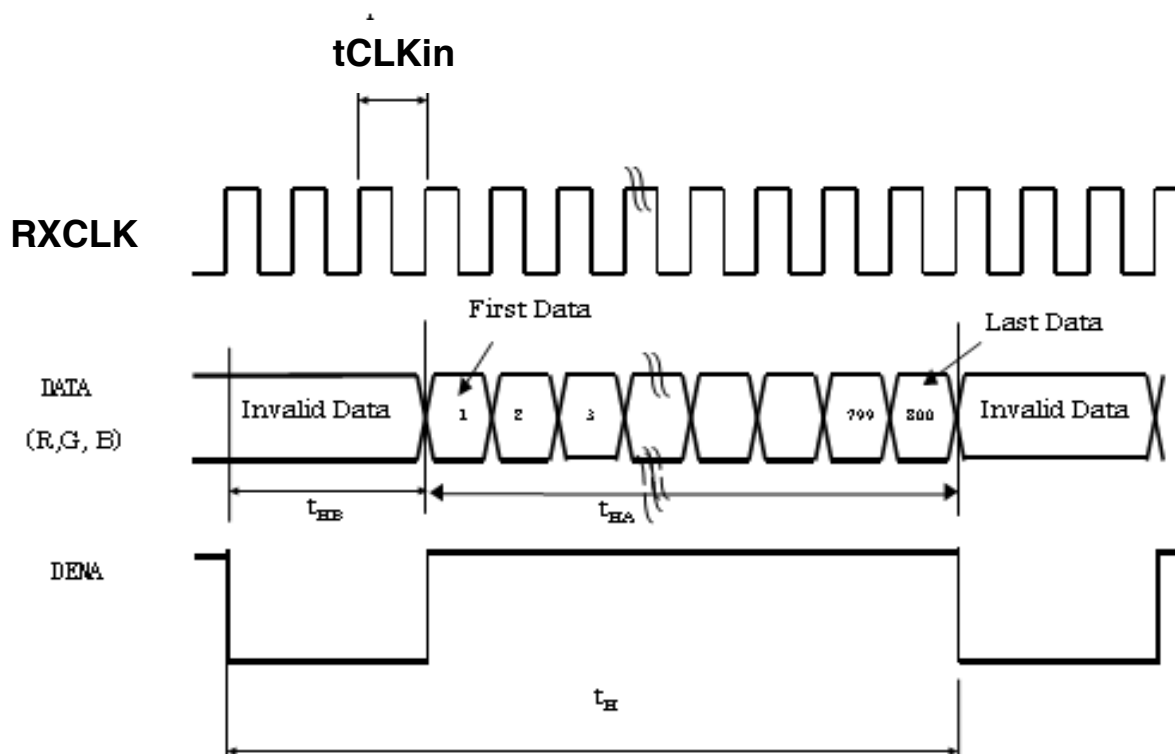 tCLKin
RXCLK
First Data
Last Data
DATA
(R,G, B)
Invalid Data
1
2
3
799
800
Invalid Data
tHB
tHA
DENA
tH